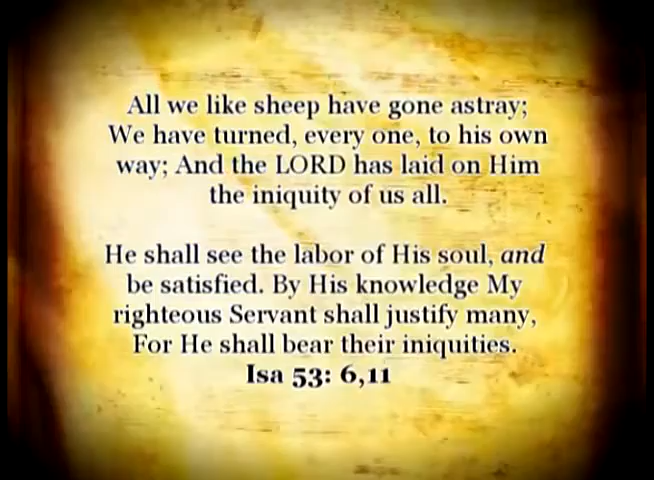 All we like sheep have gone astray;
We have turned, every one, to his own
way; And the LORD has laid on Him
the iniquity of us all.
He shall see the labor of His soul, and
be satisfied. By His knowledge My
righteous Servant shall justify many,
For He shall bear their iniquities.
Isa 53: 6,11